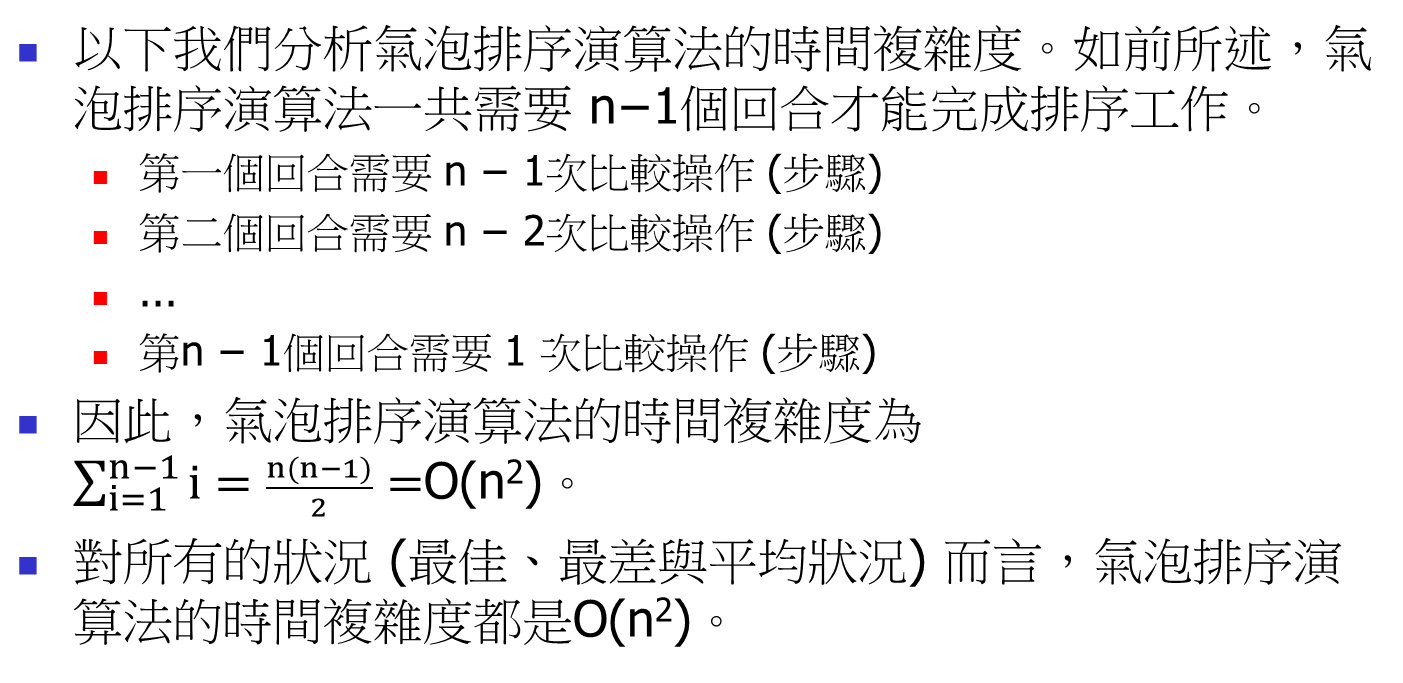 以下我們分析氣泡排序演算法的時間複雜度。如前所述，氣
泡排序演算法一共需要 n−1個回合才能完成排序工作。
第一個回合需要 n − 1次比較操作 (步驟)
第二個回合需要 n − 2次比較操作 (步驟)
...
第n − 1個回合需要 1 次比較操作 (步驟)
因此，氣泡排序演算法的時間複雜度為
∑_{i=1}^{n−1} i = \frac{n(n−1)}{2} =O(n²)。
對所有的狀況 (最佳、最差與平均狀況) 而言，氣泡排序演
算法的時間複雜度都是O(n²)。